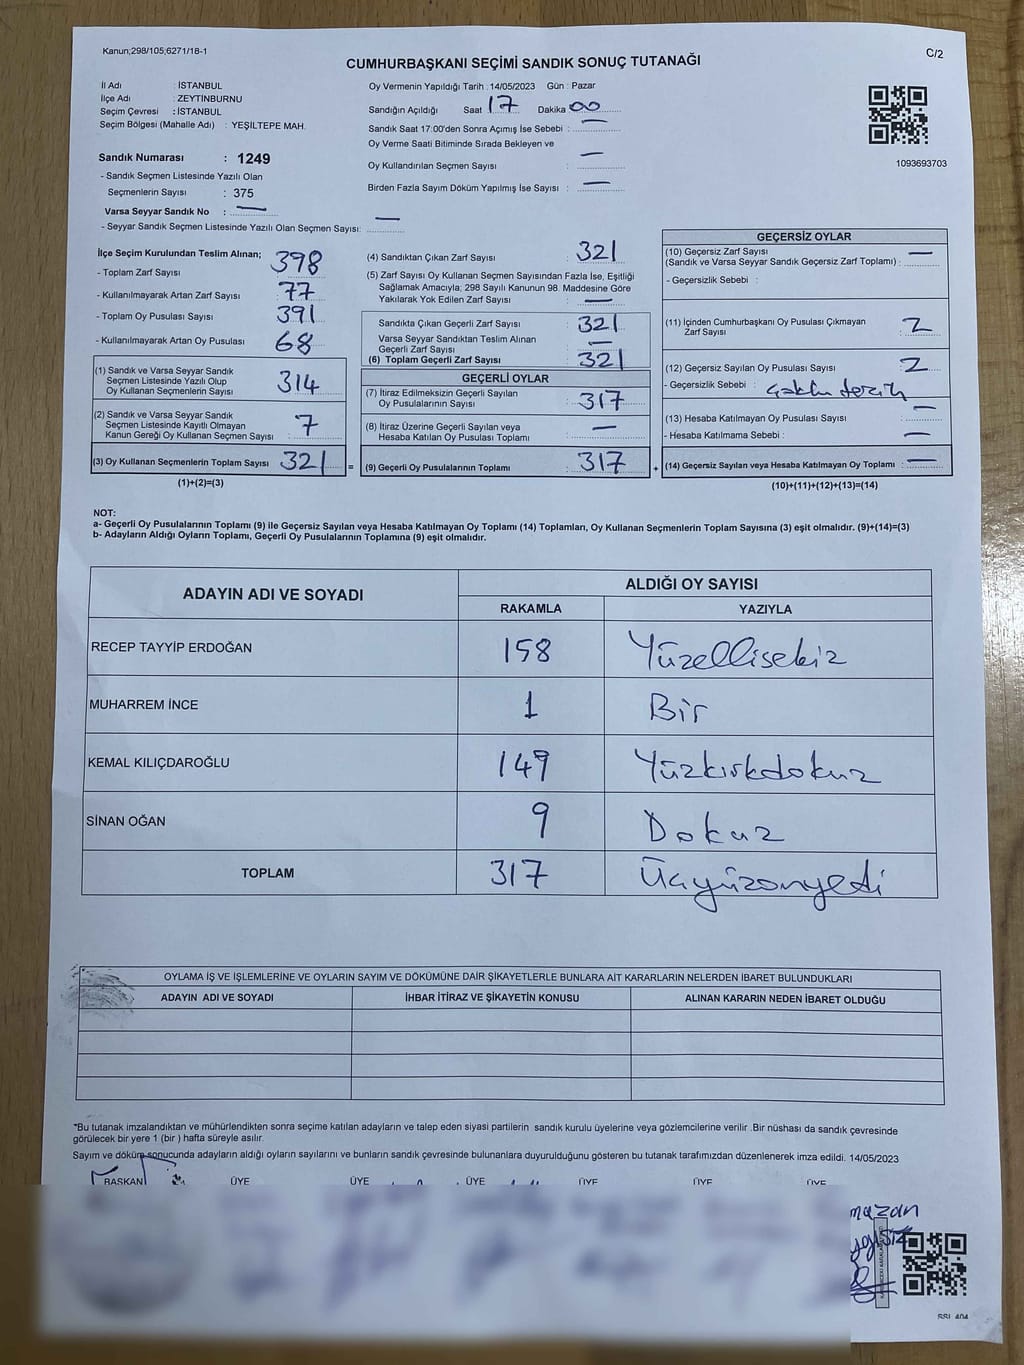 Kanun;298/105;6271/18-1
C/2
CUMHURBAŞKANI SEÇİMİ SANDIK SONUÇ TUTANAĞI
İl Adı : İSTANBUL
İlçe Adı : ZEYTİNBURNU
Seçim Çevresi : İSTANBUL
Seçim Bölgesi (Mahalle Adı) : YEŞİLTEPE MAH.
Sandık Numarası : 1249
- Sandık Seçmen Listesinde Yazılı Olan
Seçmenlerin Sayısı : 375
Varsa Seyyar Sandık No : —
- Seyyar Sandık Seçmen Listesinde Yazılı Olan Seçmen Sayısı: —
Oy Vermenin Yapıldığı Tarih : 14/05/2023 Gün : Pazar
Sandığın Açıldığı Saat 17 Dakika 00
Sandık Saat 17:00'den Sonra Açımış İse Sebebi : —
Oy Verme Saati Bitiminde Sırada Bekleyen ve
Oy Kullandırılan Seçmen Sayısı : —
Birden Fazla Sayım Döküm Yapılmış İse Sayısı : —
1093693703
İlçe Seçim Kurulundan Teslim Alınan;
- Toplam Zarf Sayısı : 398
- Kullanılmayarak Artan Zarf Sayısı : 77
- Toplam Oy Pusulası Sayısı : 391
- Kullanılmayarak Artan Oy Pusulası : 68
(1) Sandık ve Varsa Seyyar Sandık
Seçmen Listesinde Yazılı Olup
Oy Kullanan Seçmen Sayısı : 314
(2) Sandık ve Varsa Seyyar Sandık
Seçmen Listesinde Kayıtlı Olmayan
Kanun Gereği Oy Kullanan Seçmen Sayısı : 7
(3) Oy Kullanan Seçmenlerin Toplam Sayısı : 321 =
(1)+(2)=(3)
(4) Sandıktan Çıkan Zarf Sayısı : 321
(5) Zarf Sayısı Oy Kullanan Seçmen Sayısından Fazla İse, Eşitliği
Sağlamak Amacıyla; 298 Sayılı Kanunun 98. Maddesine Göre
Yakılarak Yok Edilen Zarf Sayısı : —
Sandıkta Çıkan Geçerli Zarf Sayısı : 321
Varsa Seyyar Sandıktan Teslim Alınan
Geçerli Zarf Sayısı : —
(6) Toplam Geçerli Zarf Sayısı : 321
GEÇERLİ OYLAR
(7) İtiraz Edilmeksizin Geçerli Sayılan
Oy Pusulalarının Sayısı : 317
(8) İtiraz Üzerine Geçerli Sayılan veya
Hesaba Katılan Oy Pusulası Toplamı : —
(9) Geçerli Oy Pusulalarının Toplamı : 317 +
GEÇERSİZ OYLAR
(10) Geçersiz Zarf Sayısı
(Sandık ve Varsa Seyyar Sandık Geçersiz Zarf Toplamı) : —
- Geçersizlik Sebebi :
(11) İçinden Cumhurbaşkanı Oy Pusulası Çıkmayan
Zarf Sayısı : 2
(12) Geçersiz Sayılan Oy Pusulası Sayısı : 2
- Geçersizlik Sebebi : çoklu tercih
(13) Hesaba Katılmayan Oy Pusulası Sayısı : —
- Hesaba Katılmama Sebebi : —
(14) Geçersiz Sayılan veya Hesaba Katılmayan Oy Toplamı : —
(10)+(11)+(12)+(13)=(14)
NOT:
a- Geçerli Oy Pusulalarının Toplamı (9) ile Geçersiz Sayılan veya Hesaba Katılmayan Oy Toplamı (14) Toplamları, Oy Kullanan Seçmenlerin Toplam Sayısına (3) eşit olmalıdır. (9)+(14)=(3)
b- Adayların Aldığı Oyların Toplamı, Geçerli Oy Pusulalarının Toplamına (9) eşit olmalıdır.
ADAYIN ADI VE SOYADI ALDIĞI OY SAYISI
RAKAMLA YAZIYLA
RECEP TAYYİP ERDOĞAN 158 Yüzellisekiz
MUHARREM İNCE 1 Bir
KEMAL KILIÇDAROĞLU 149 Yüzkırkdokuz
SİNAN OĞAN 9 Dokuz
TOPLAM 317 Üçyüzonyedi
OYLAMA İŞ VE İŞLEMLERİNE VE OYLARIN SAYIM VE DÖKÜMÜNE DAİR ŞİKAYETLERLE BUNLARA AİT KARARLARIN NELERDEN İBARET BULUNDUKLARI
ADAYIN ADI VE SOYADI İHBAR İTİRAZ VE ŞİKAYETİN KONUSU ALINAN KARARIN NEDEN İBARET OLDUĞU
*Bu tutanak imzalandıktan ve mühürlendikten sonra seçime katılan adayların ve talep eden siyasi partilerin sandık kurulu üyelerine veya gözlemcilerine verilir .Bir nüshası da sandık çevresinde
görülecek bir yere 1 (bir ) hafta süreyle asılır.
Sayım ve döküm sonucunda adayların aldığı oyların sayılarını ve bunların sandık çevresinde bulunanlara duyurulduğunu gösteren bu tutanak tarafımızdan düzenlenerek imza edildi. 14/05/2023
BAŞKAN ÜYE ÜYE ÜYE ÜYE ÜYE ÜYE
mazan